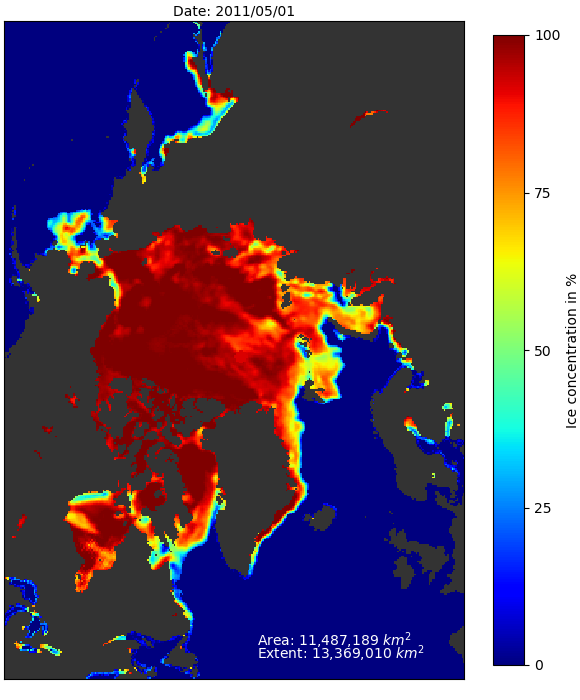 Date: 2011/05/01
100
75
50
25
0
Ice concentration in %
Area: 11,487,189 km²
Extent: 13,369,010 km²